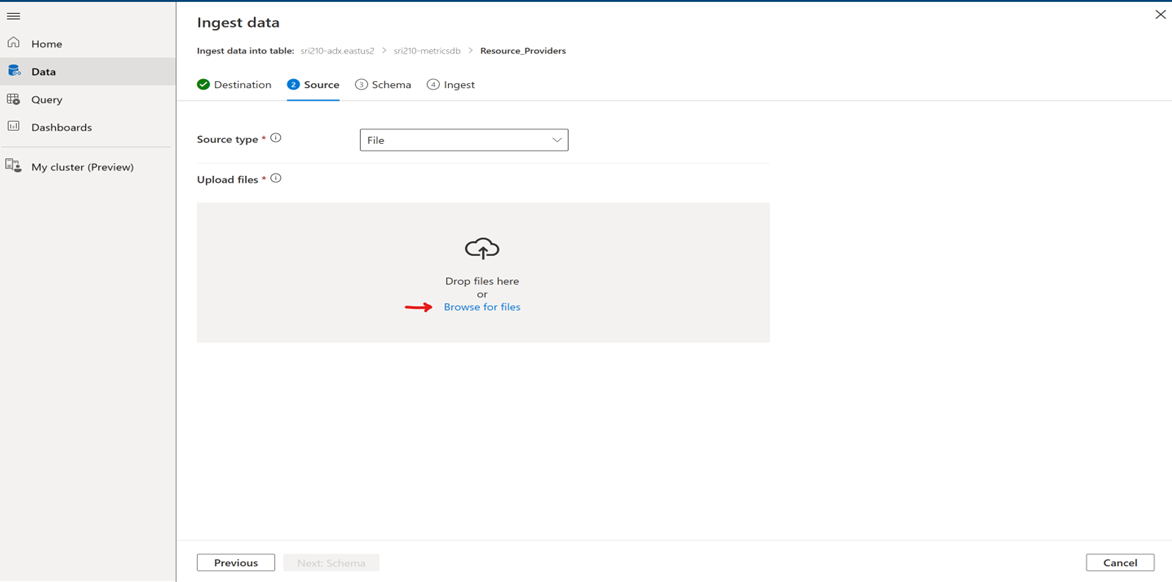 Ingest data
Ingest data into table: sri210-adx.eastus2 > sri210-metricsdb > Resource_Providers
Home
Data
Query
Dashboards
My cluster (Preview)
Destination 2 Source 3 Schema 4 Ingest
Source type * File
Upload files *
Drop files here
or
Browse for files
Previous Next: Schema Cancel